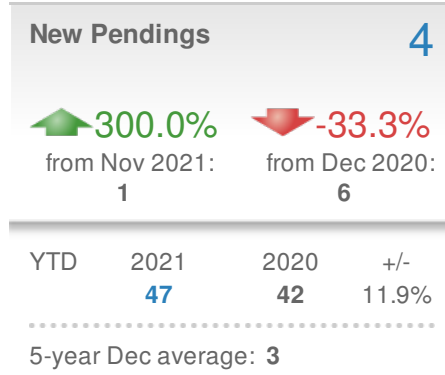 New Pendings 4
300.0% -33.3%
from Nov 2021: from Dec 2020:
1 6
YTD 2021 2020 +/-
47 42 11.9%
5-year Dec average: 3